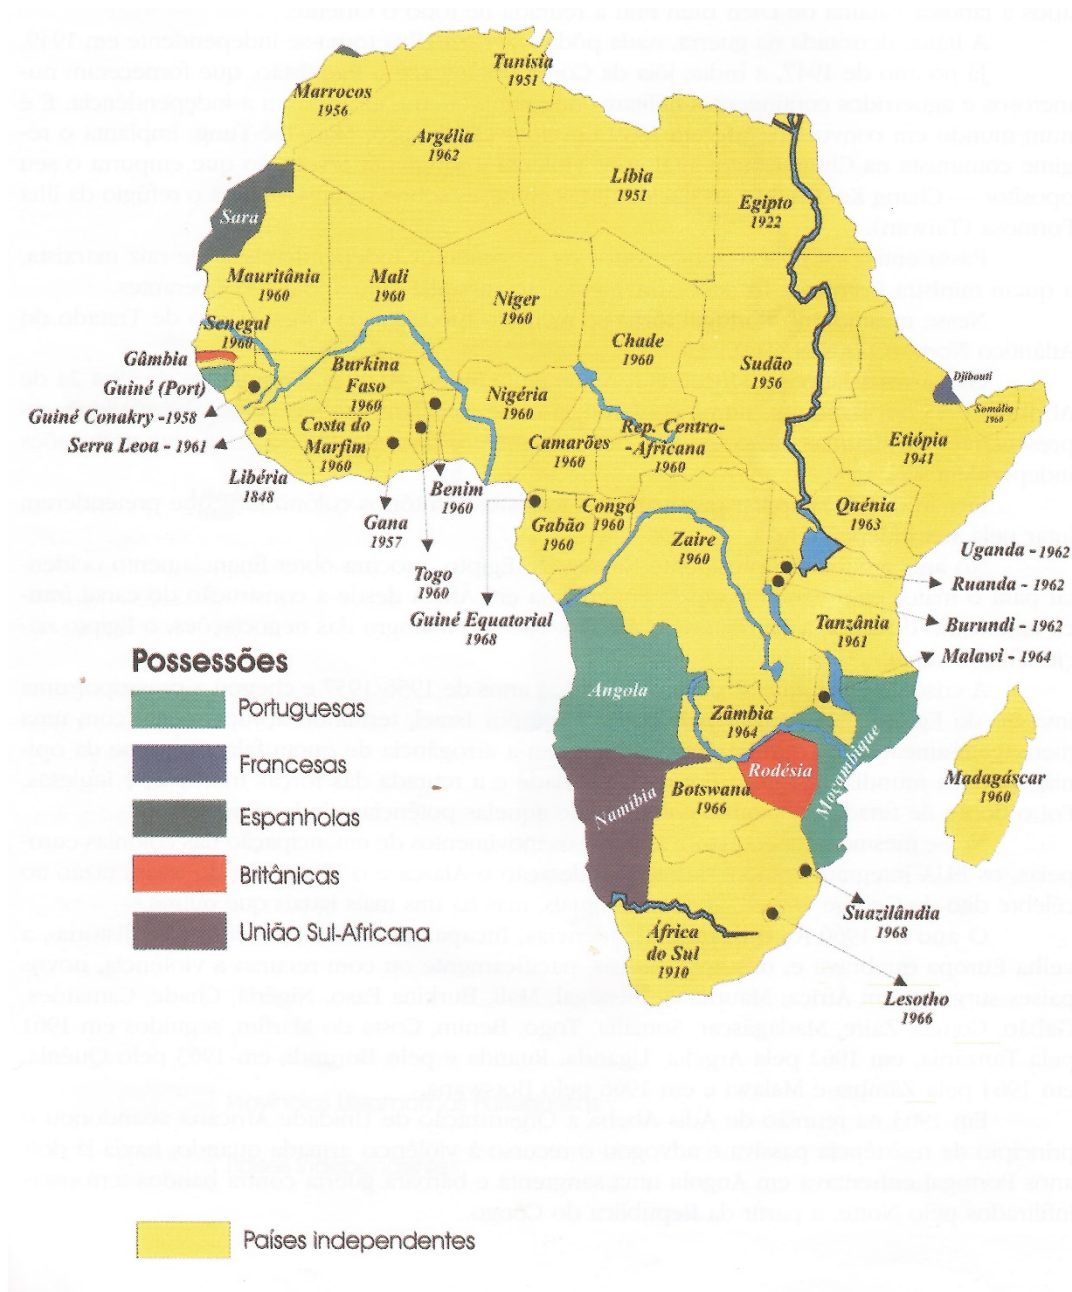 Tunísia
1951
Marrocos
1956
Argélia
1962
Líbia
1951
Egipto
1922
Sara
Mauritânia
1960
Mali
1960
Níger
1960
Chade
1960
Sudão
1956
Senegal
1960
Gâmbia
Guiné (Port)
Guiné Conakry -1958
Serra Leoa - 1961
Burkina
Faso
1960
Nigéria
1960
Costa do
Marfim
1960
Camarões
1960
Rep. Centro-
-Africana
1960
Djibouti
Somália
1960
Etiópia
1941
Libéria
1848
Benim
1960
Gana
1957
Togo
1960
Guiné Equatorial
1968
Gabão
1960
Congo
1960
Zaire
1960
Quénia
1963
Uganda -1962
Ruanda - 1962
Burundi -1962
Malawi - 1964
Tanzânia
1961
Angola
Zâmbia
1964
Moçambique
Rodésia
Namíbia
Botswana
1966
Madagáscar
1960
Suazilândia
1968
África
do Sul
1910
Lesotho
1966
Possessões
Portuguesas
Francesas
Espanholas
Britânicas
União Sul-Africana
Países independentes